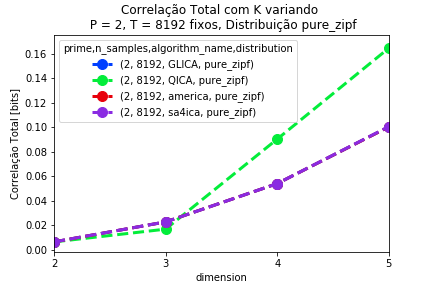 Correlação Total com K variando
P = 2, T = 8192 fixos, Distribuição pure_zipf
prime,n_samples,algorithm_name,distribution
(2, 8192, GLICA, pure_zipf)
(2, 8192, QICA, pure_zipf)
(2, 8192, america, pure_zipf)
(2, 8192, sa4ica, pure_zipf)
Correlação Total [bits]
0.16
0.14
0.12
0.10
0.08
0.06
0.04
0.02
0.00
2 3 4 5
dimension